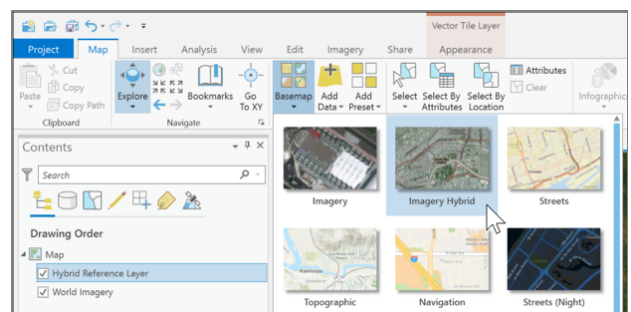 Vector Tile Layer
Project Map Insert Analysis View Edit Imagery Share Appearance
Cut
Copy
Copy Path
Paste
Clipboard
Explore
Bookmarks
Go To XY
Navigate
Basemap
Add Data
Add Preset
Select
Select By Attributes
Select By Location
Attributes
Clear
Infographic
Contents
Search
Drawing Order
Map
Hybrid Reference Layer
World Imagery
Imagery
Imagery Hybrid
Streets
Topographic
Navigation
Streets (Night)